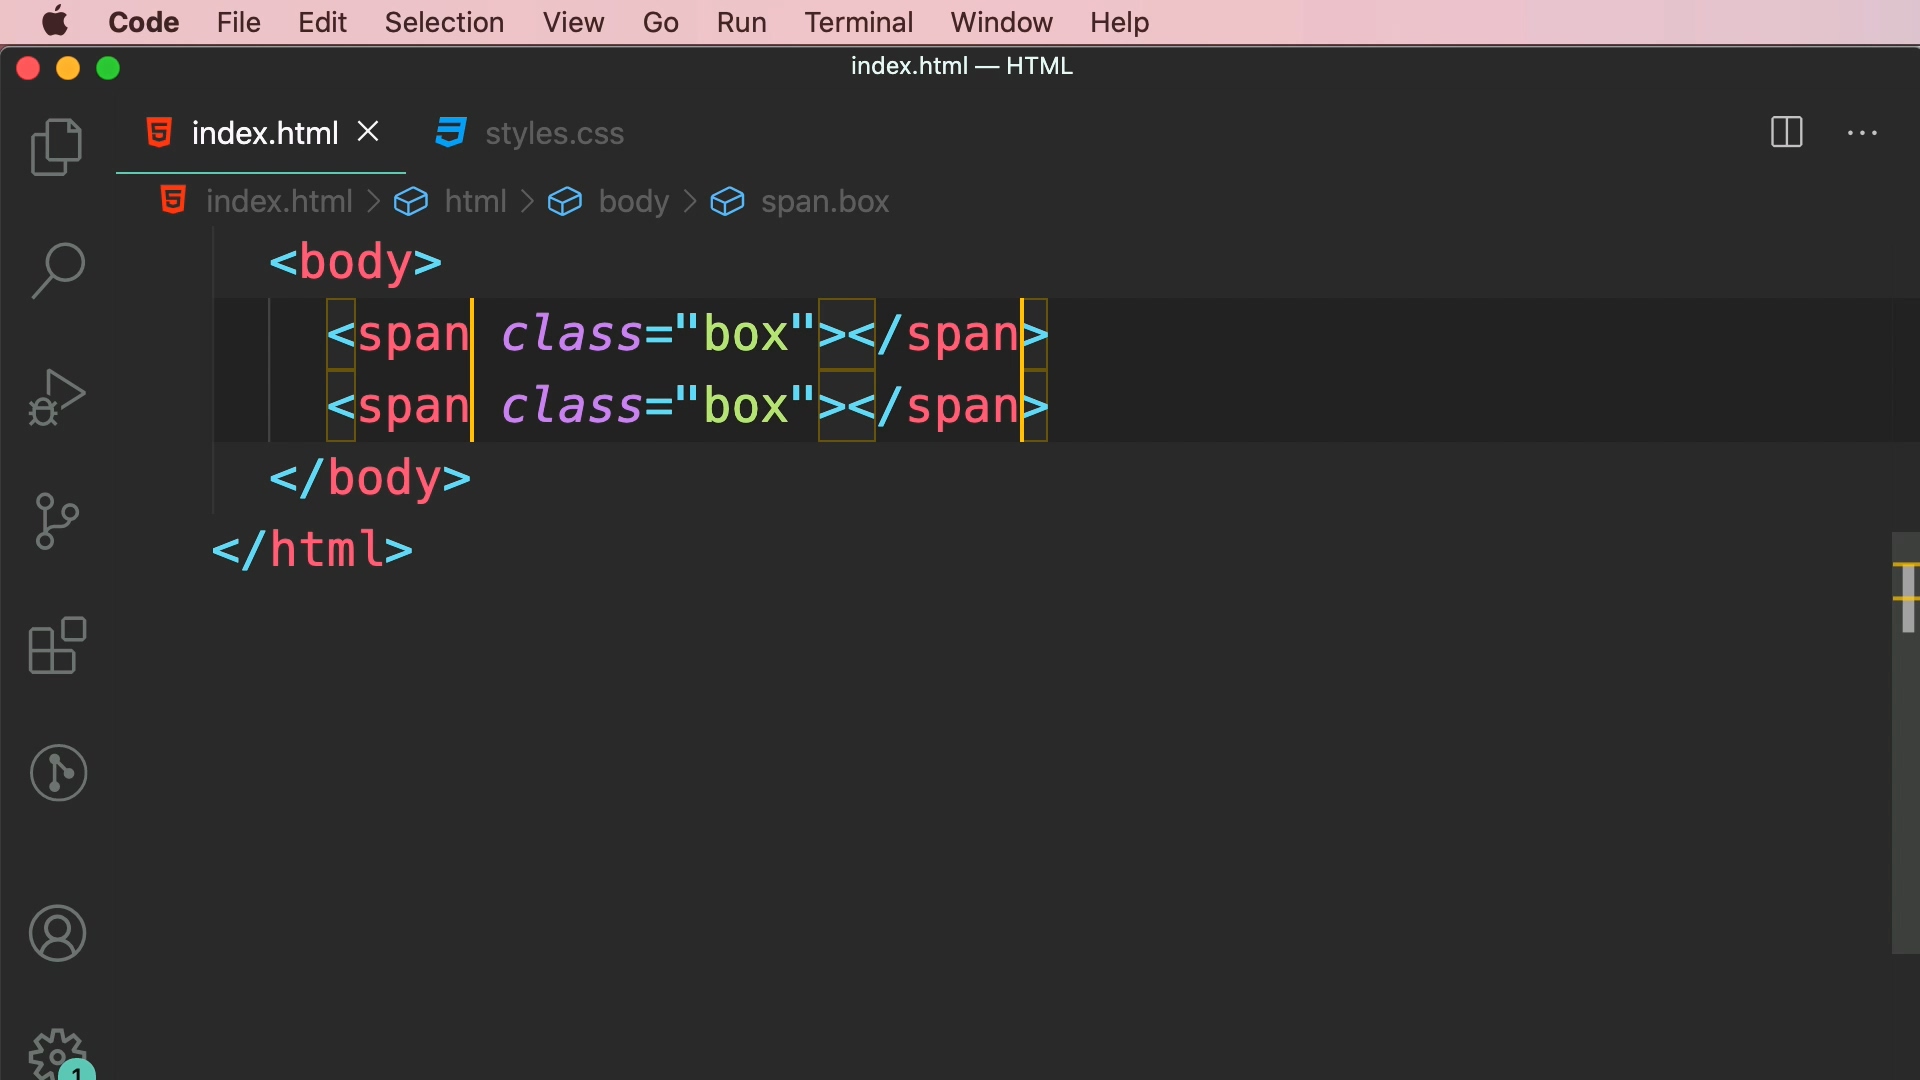 Code File Edit Selection View Go Run Terminal Window Help
index.html — HTML
index.html styles.css
index.html > html > body > span.box
<body>
<span class="box"></span>
<span class="box"></span>
</body>
</html>
1